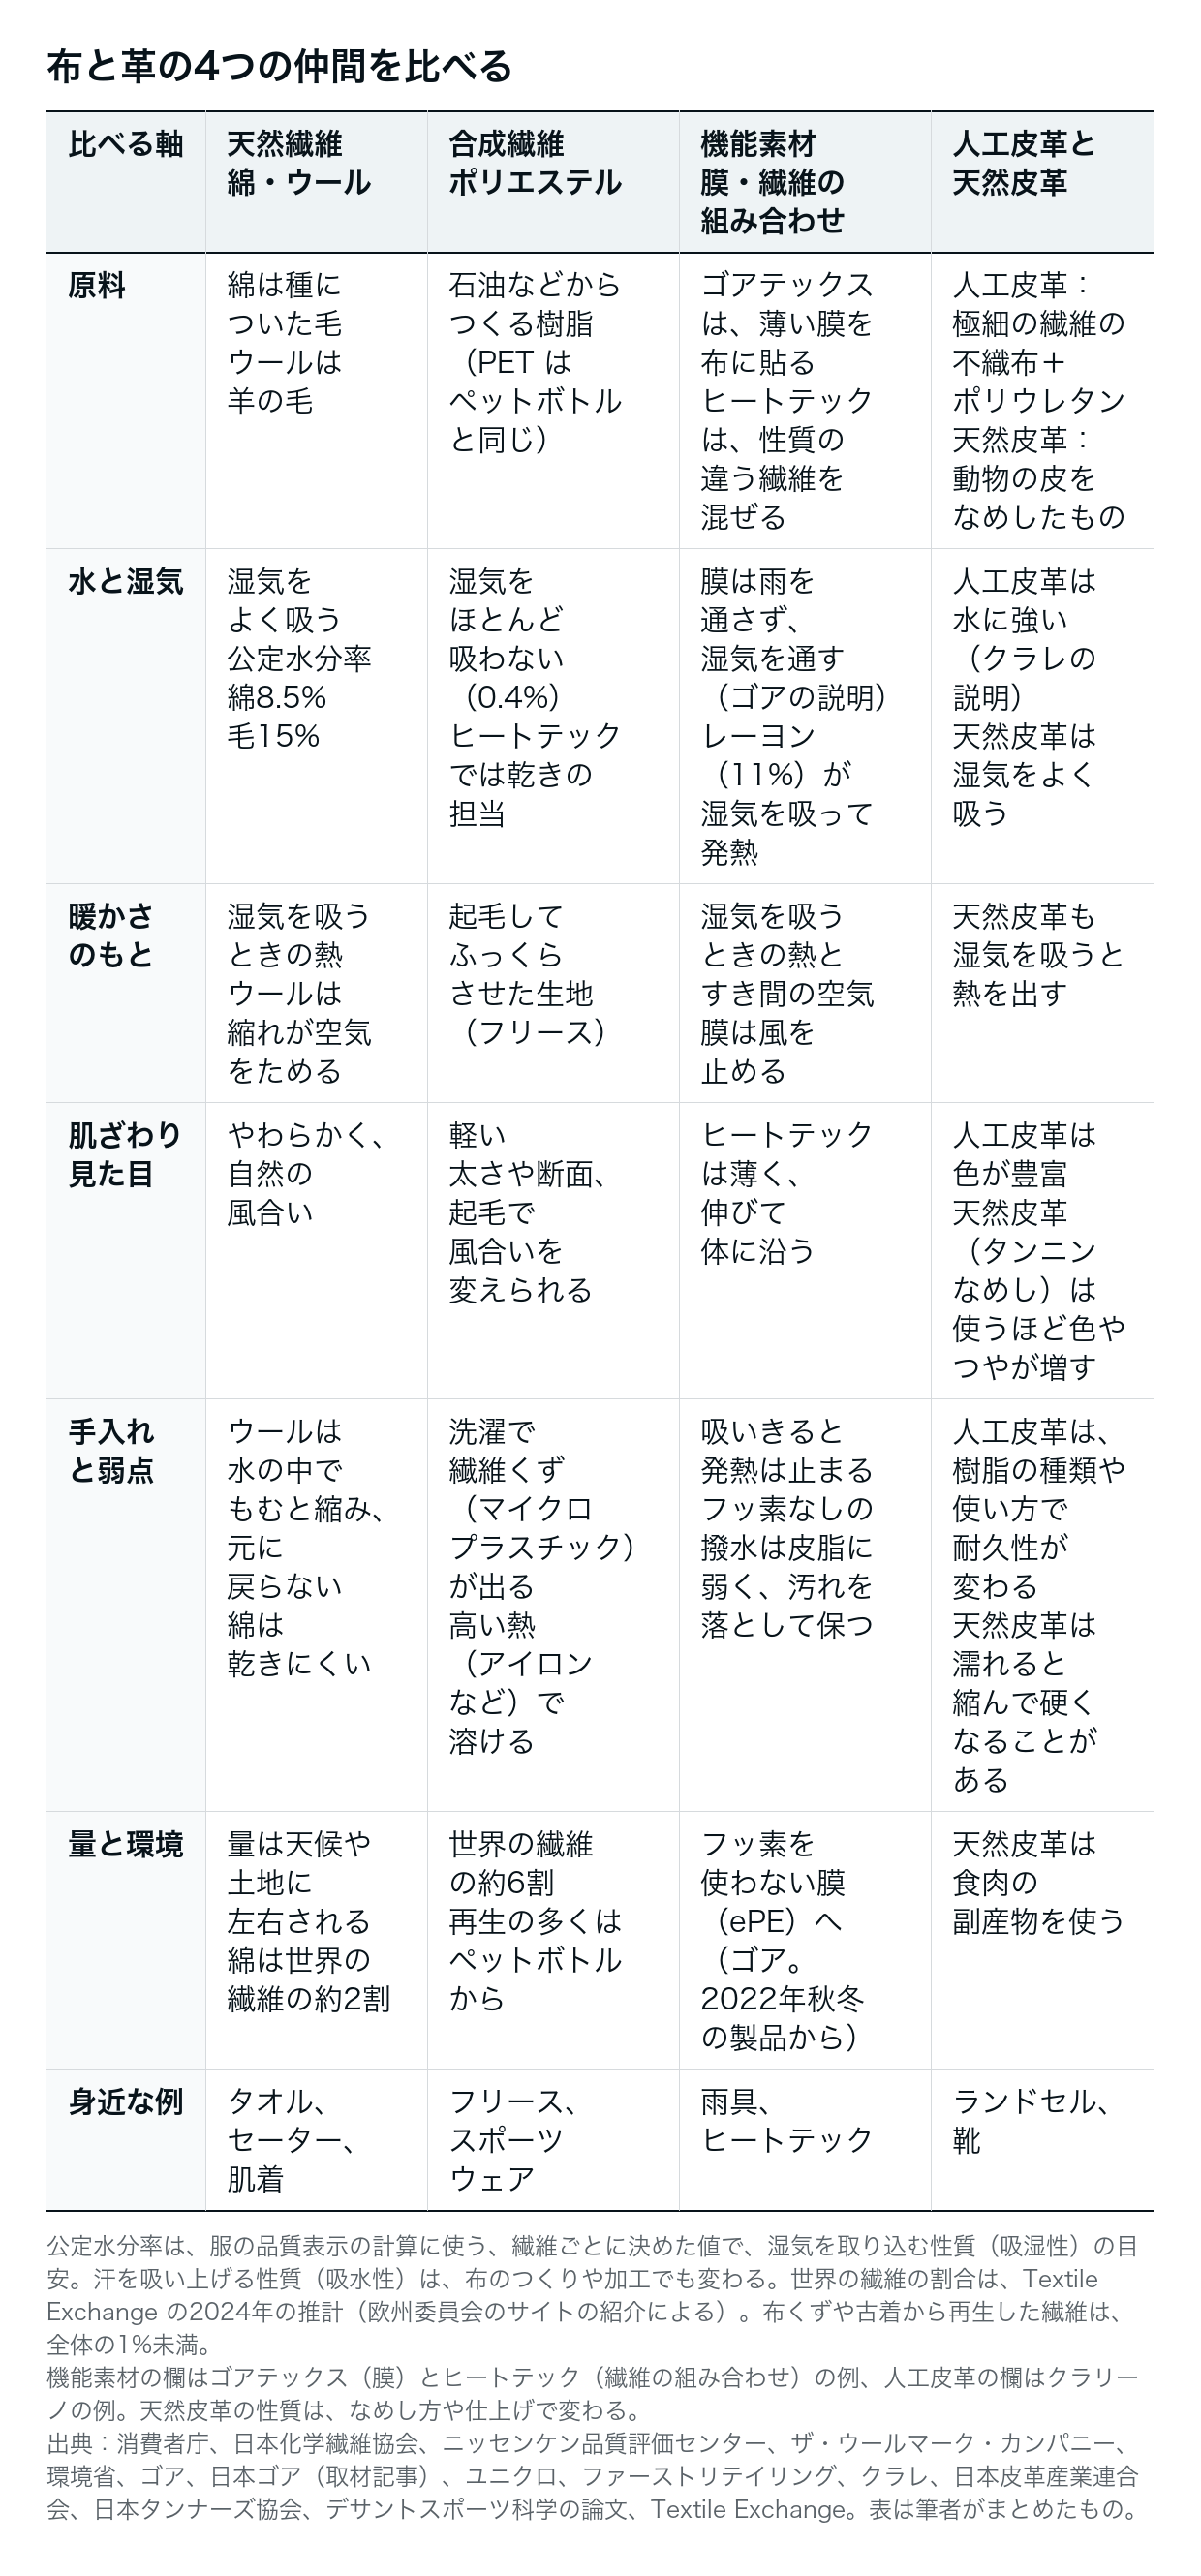 布と革の4つの仲間を比べる
比べる軸
天然繊維
綿・ウール
合成繊維
ポリエステル
機能素材
膜・繊維の
組み合わせ
人工皮革と
天然皮革
原料
綿は種に
ついた毛
ウールは
羊の毛
石油などから
つくる樹脂
（PET は
ペットボトル
と同じ）
ゴアテックス
は、薄い膜を
布に貼る
ヒートテック
は、性質の
違う繊維を
混ぜる
人工皮革：
極細の繊維の
不織布＋
ポリウレタン
天然皮革：
動物の皮を
なめしたもの
水と湿気
湿気を
よく吸う
公定水分率
綿8.5%
毛15%
湿気を
ほとんど
吸わない
（0.4%）
ヒートテック
では乾きの
担当
膜は雨を
通さず、
湿気を通す
（ゴアの説明）
レーヨン
（11%）が
湿気を吸って
発熱
人工皮革は
水に強い
（クラレの
説明）
天然皮革は
湿気をよく
吸う
暖かさ
のもと
湿気を吸う
ときの熱
ウールは
縮れが空気
をためる
起毛して
ふっくら
させた生地
（フリース）
湿気を吸う
ときの熱と
すき間の空気
膜は風を
止める
天然皮革も
湿気を吸うと
熱を出す
肌ざわり
見た目
やわらかく、
自然の
風合い
軽い
太さや断面、
起毛で
風合いを
変えられる
ヒートテック
は薄く、
伸びて
体に沿う
人工皮革は
色が豊富
天然皮革
（タンニン
なめし）は
使うほど色や
つやが増す
手入れ
と弱点
ウールは
水の中で
もむと縮み、
元に
戻らない
綿は
乾きにくい
洗濯で
繊維くず
（マイクロ
プラスチック）
が出る
高い熱
（アイロン
など）で
溶ける
吸いきると
発熱は止まる
フッ素なしの
撥水は皮脂に
弱く、汚れを
落として保つ
人工皮革は、
樹脂の種類や
使い方で
耐久性が
変わる
天然皮革は
濡れると
縮んで硬く
なることが
ある
量と環境
量は天候や
土地に
左右される
綿は世界の
繊維の約2割
世界の繊維
の約6割
再生の多くは
ペットボトル
から
フッ素を
使わない膜
（ePE）へ
（ゴア。
2022年秋冬
の製品から）
天然皮革は
食肉の
副産物を使う
身近な例
タオル、
セーター、
肌着
フリース、
スポーツ
ウェア
雨具、
ヒートテック
ランドセル、
靴
公定水分率は、服の品質表示の計算に使う、繊維ごとに決めた値で、湿気を取り込む性質（吸湿性）の目
安。汗を吸い上げる性質（吸水性）は、布のつくりや加工でも変わる。世界の繊維の割合は、Textile
Exchange の2024年の推計（欧州委員会のサイトの紹介による）。布くずや古着から再生した繊維は、
全体の1%未満。
機能素材の欄はゴアテックス（膜）とヒートテック（繊維の組み合わせ）の例、人工皮革の欄はクラリー
ノの例。天然皮革の性質は、なめし方や仕上げで変わる。
出典：消費者庁、日本化学繊維協会、ニッセンケン品質評価センター、ザ・ウールマーク・カンパニー、
環境省、ゴア、日本ゴア（取材記事）、ユニクロ、ファーストリテイリング、クラレ、日本皮革産業連合
会、日本タンナーズ協会、デサントスポーツ科学の論文、Textile Exchange。表は筆者がまとめたもの。